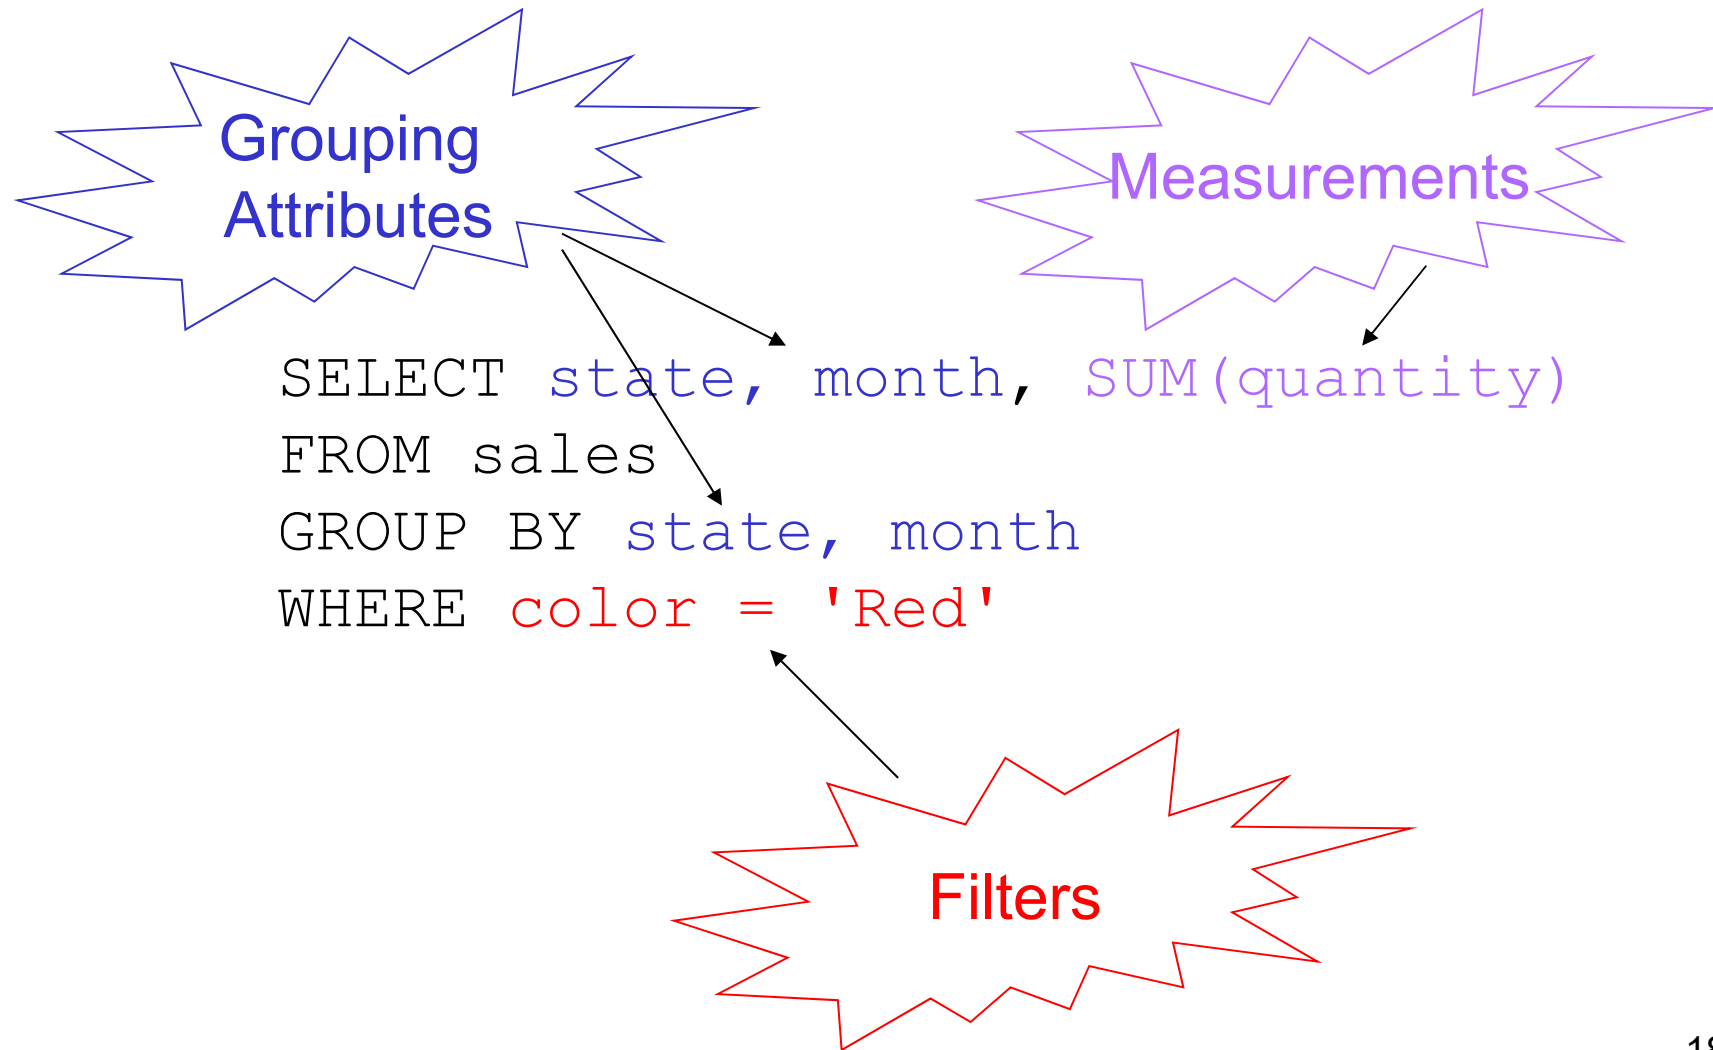 Grouping
Attributes
Measurements
SELECT state, month, SUM(quantity)
FROM sales
GROUP BY state, month
WHERE color = 'Red'
Filters